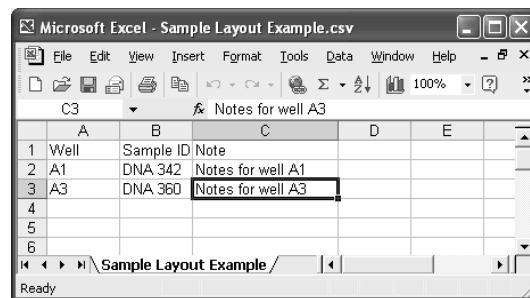 Microsoft Excel - Sample Layout Example.csv
File Edit View Insert Format Tools Data Window Help
100%
C3 fx Notes for well A3
A B C D E
1 Well Sample ID Note
2 A1 DNA 342 Notes for well A1
3 A3 DNA 360 Notes for well A3
4
5
6
Sample Layout Example
Ready